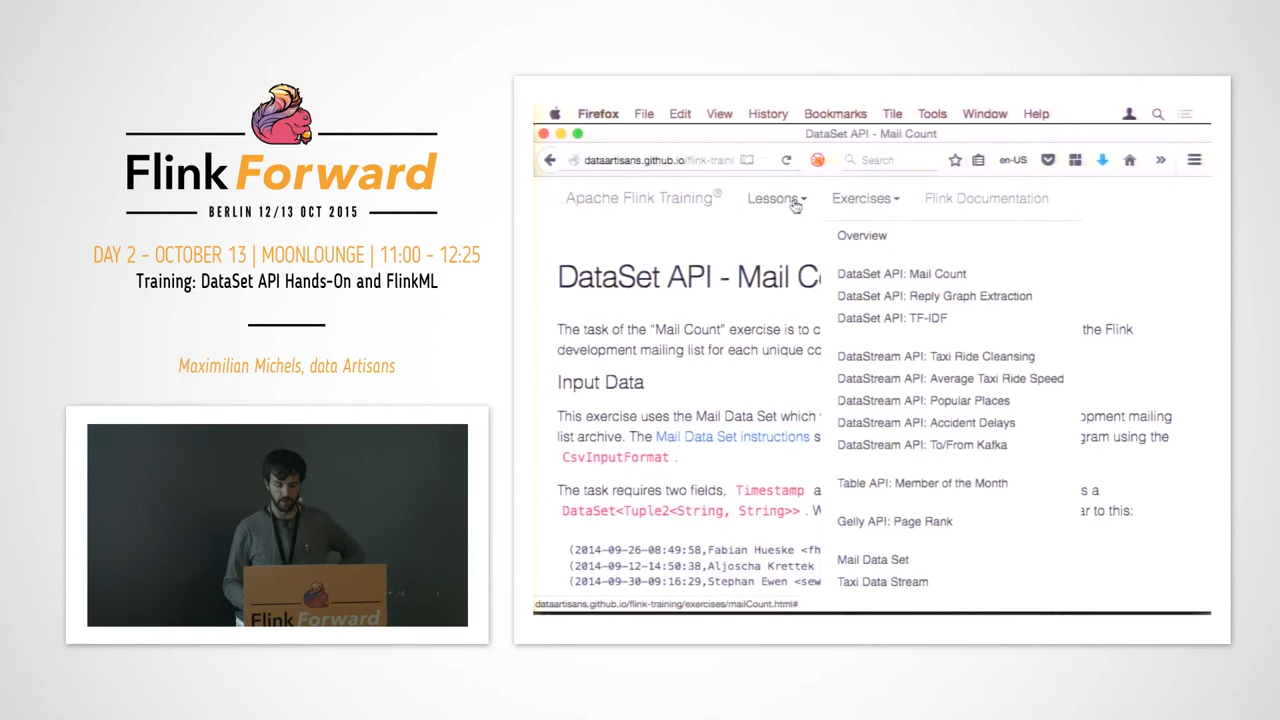 Flink Forward
BERLIN 12/13 OCT 2015
DAY 2 - OCTOBER 13 | MOONLOUNGE | 11:00 - 12:25
Training: DataSet API Hands-On and FlinkML
Maximilian Michels, data Artisans
Flink Forward
Firefox File Edit View History Bookmarks Tile Tools Window Help
DataSet API - Mail Count
dataartisans.github.io/flink-traini Search en-US
Apache Flink Training® Lessons Exercises Flink Documentation
Overview
DataSet API: Mail Count
DataSet API: Reply Graph Extraction
DataSet API: TF-IDF
DataStream API: Taxi Ride Cleansing
DataStream API: Average Taxi Ride Speed
DataStream API: Popular Places
DataStream API: Accident Delays
DataStream API: To/From Kafka
Table API: Member of the Month
Gelly API: Page Rank
Mail Data Set
Taxi Data Stream
DataSet API - Mail Co
The task of the “Mail Count” exercise is to c the Flink
development mailing list for each unique co
Input Data
This exercise uses the Mail Data Set which opment mailing
list archive. The Mail Data Set instructions s gram using the
CsvInputFormat .
The task requires two fields, Timestamp a s a
DataSet<Tuple2<String, String>> . W ar to this:
(2014-09-26-08:49:58,Fabian Hueske <fh
(2014-09-12-14:50:38,Aljoscha Krettek
(2014-09-30-09:16:29,Stephan Ewen <sew
dataartisans.github.io/flink-training/exercises/mailCount.html#